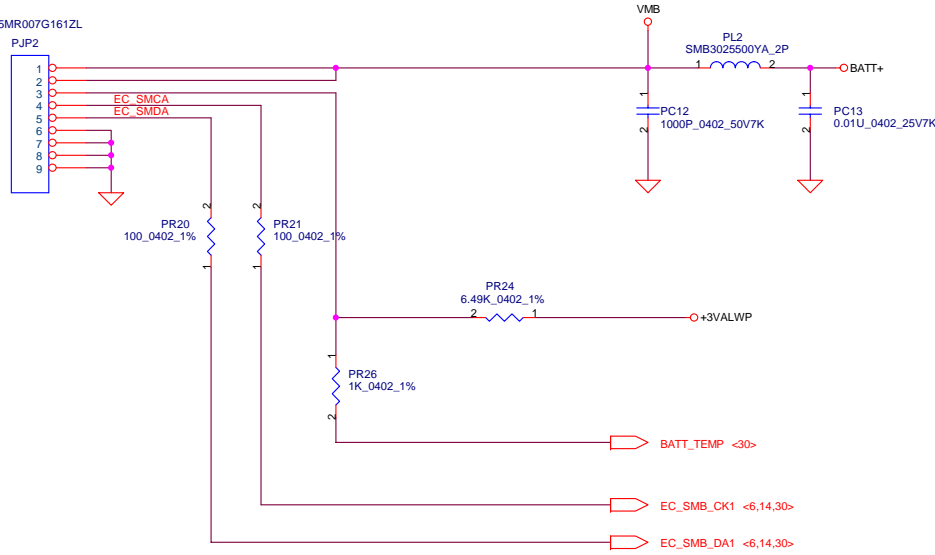 VMB
5MR007G161ZL
PJP2
PL2
SMB3025500YA_2P
1
2
3
4
5
6
7
8
9
1
2
BATT+
EC_SMCA
EC_SMDA
1
2
PC12
1000P_0402_50V7K
1
2
PC13
0.01U_0402_25V7K
2
1
PR20
100_0402_1%
2
1
PR21
100_0402_1%
PR24
6.49K_0402_1%
2
1
+3VALWP
1
2
PR26
1K_0402_1%
BATT_TEMP <30>
EC_SMB_CK1 <6,14,30>
EC_SMB_DA1 <6,14,30>